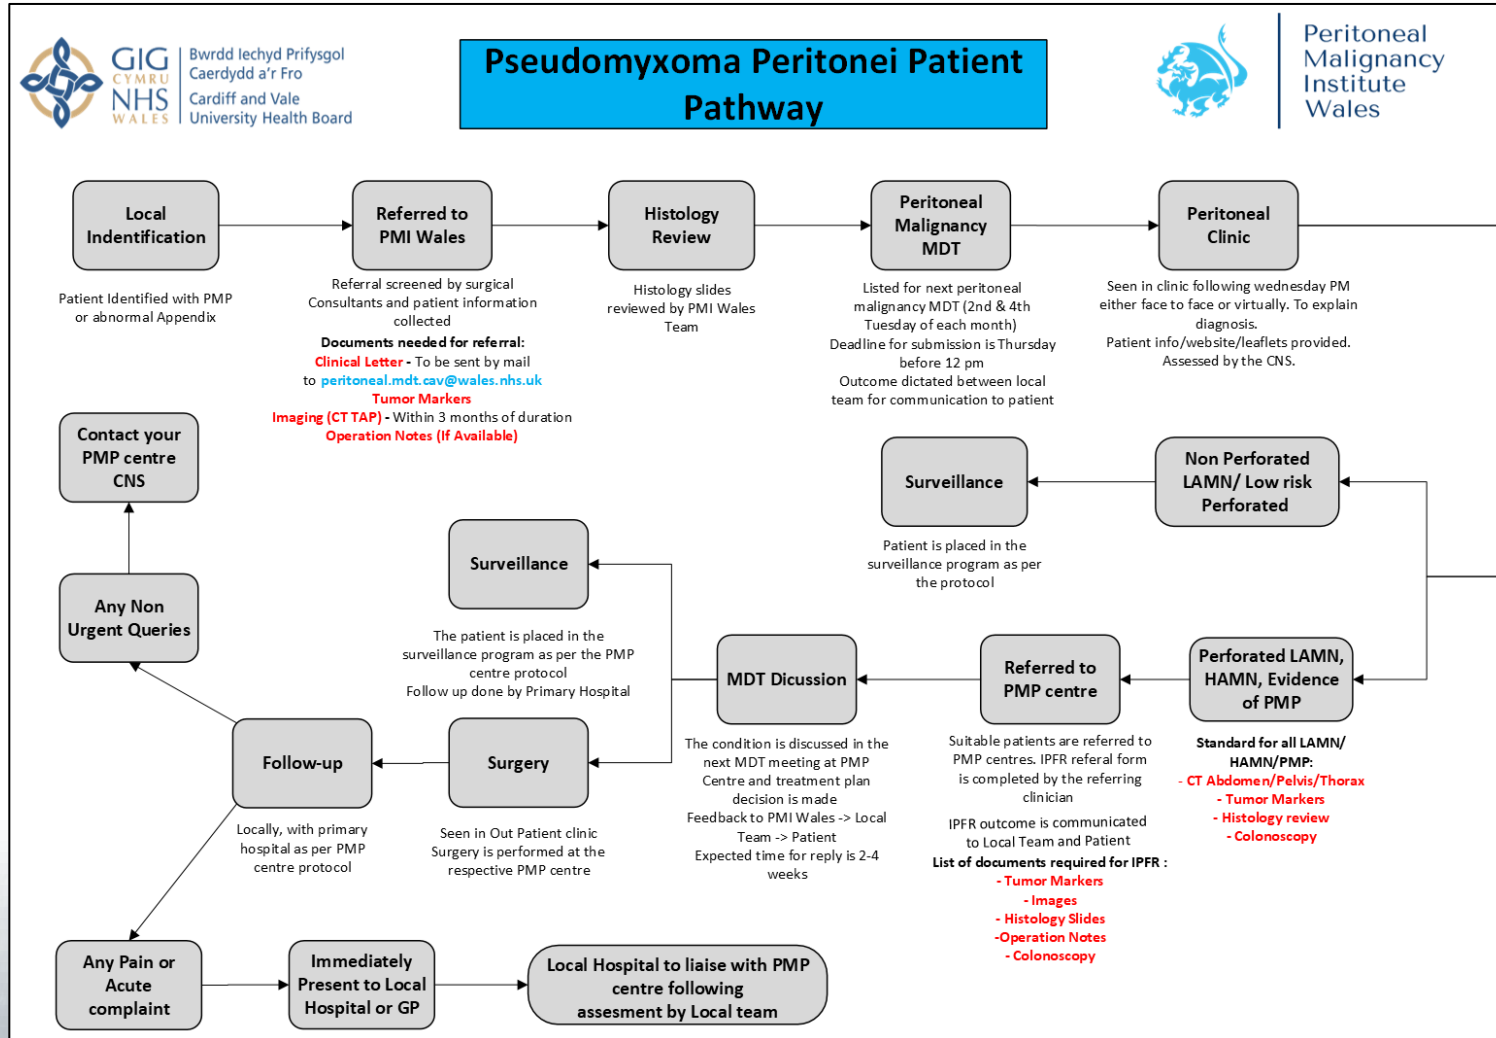 GIG
CYMRU
NHS
WALES
Bwrdd Iechyd Prifysgol
Caerdydd a'r Fro
Cardiff and Vale
University Health Board
Pseudomyxoma Peritonei Patient
Pathway
Peritoneal
Malignancy
Institute
Wales
Local
Indentification
Patient Identified with PMP
or abnormal Appendix
Referred to
PMI Wales
Referral screened by surgical
Consultants and patient information
collected
Documents needed for referral:
Clinical Letter - To be sent by mail
to peritoneal.mdt.cav@wales.nhs.uk
Tumor Markers
Imaging (CT TAP) - Within 3 months of duration
Operation Notes (If Available)
Histology
Review
Histology slides
reviewed by PMI Wales
Team
Peritoneal
Malignancy
MDT
Listed for next peritoneal
malignancy MDT (2nd & 4th
Tuesday of each month)
Deadline for submission is Thursday
before 12 pm
Outcome dictated between local
team for communication to patient
Peritoneal
Clinic
Seen in clinic following wednesday PM
either face to face or virtually. To explain
diagnosis.
Patient info/website/leaflets provided.
Assessed by the CNS.
Non Perforated
LAMN/ Low risk
Perforated
Surveillance
Patient is placed in the
surveillance program as per
the protocol
Perforated LAMN,
HAMN, Evidence
of PMP
Standard for all LAMN/
HAMN/PMP:
- CT Abdomen/Pelvis/Thorax
- Tumor Markers
- Histology review
- Colonoscopy
Referred to
PMP centre
Suitable patients are referred to
PMP centres. IPFR referal form
is completed by the referring
clinician
IPFR outcome is communicated
to Local Team and Patient
List of documents required for IPFR :
- Tumor Markers
- Images
- Histology Slides
-Operation Notes
- Colonoscopy
MDT Dicussion
The condition is discussed in the
next MDT meeting at PMP
Centre and treatment plan
decision is made
Feedback to PMI Wales -> Local
Team -> Patient
Expected time for reply is 2-4
weeks
Surveillance
The patient is placed in the
surveillance program as per the PMP
centre protocol
Follow up done by Primary Hospital
Surgery
Seen in Out Patient clinic
Surgery is performed at the
respective PMP centre
Follow-up
Locally, with primary
hospital as per PMP
centre protocol
Any Non
Urgent Queries
Contact your
PMP centre
CNS
Any Pain or
Acute
complaint
Immediately
Present to Local
Hospital or GP
Local Hospital to liaise with PMP
centre following
assesment by Local team